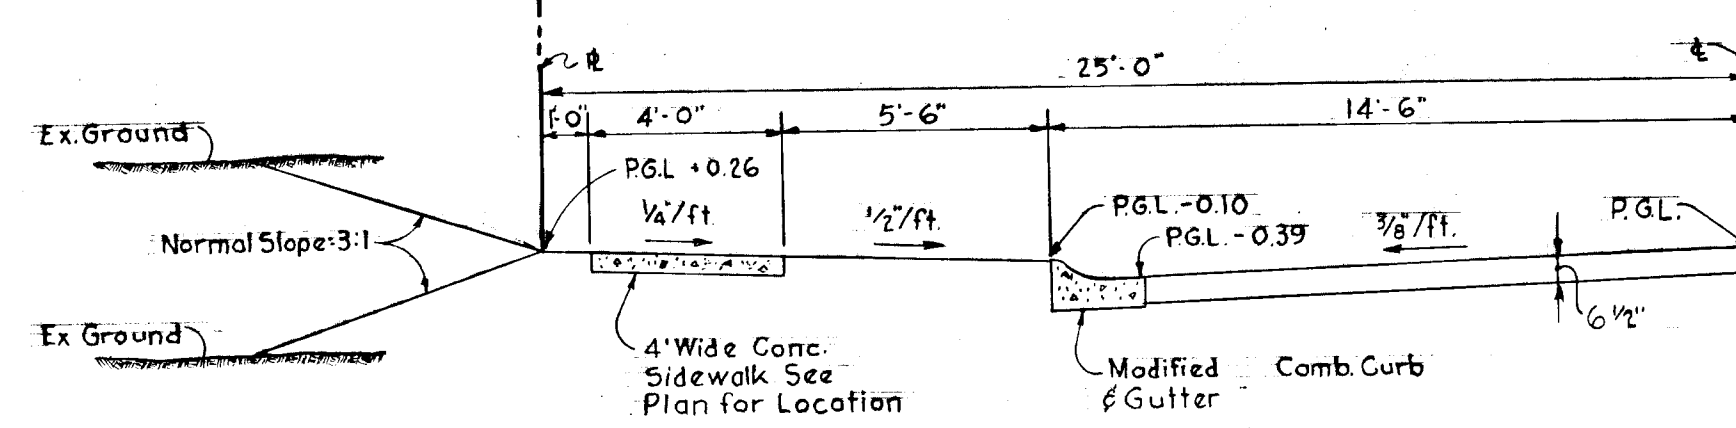 ℄
25'-0"
1'-0"
4'-0"
5'-6"
14'-6"
Ex. Ground
P.G.L +0.26
1/4"/ft.
1/2"/ft.
P.G.L.-0.10
P.G.L.-0.39
3/8"/ft.
P.G.L.
Normal Slope=3:1
6 1/2"
Ex Ground
4' Wide Conc.
Sidewalk See
Plan for Location
Modified Comb. Curb
& Gutter